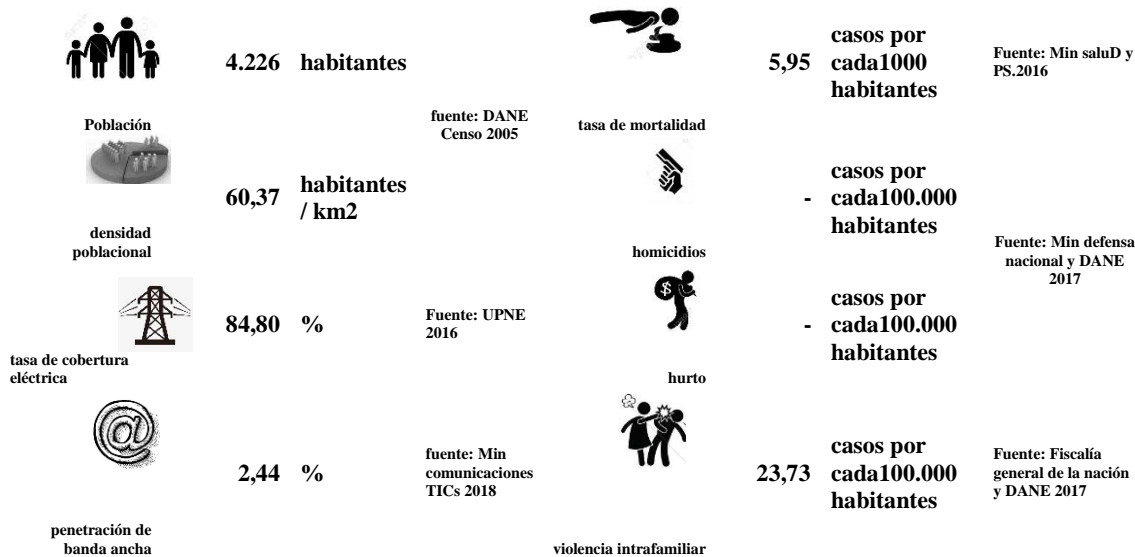 4.226 habitantes
Población
fuente: DANE
Censo 2005
60,37 habitantes
/ km2
densidad
poblacional
84,80 %
Fuente: UPNE
2016
tasa de cobertura
eléctrica
2,44 %
fuente: Min
comunicaciones
TICs 2018
penetración de
banda ancha
5,95 casos por
cada1000
habitantes
Fuente: Min saluD y
PS.2016
tasa de mortalidad
- casos por
cada100.000
habitantes
homicidios
Fuente: Min defensa
nacional y DANE
2017
$
- casos por
cada100.000
habitantes
hurto
23,73 casos por
cada100.000
habitantes
Fuente: Fiscalía
general de la nación
y DANE 2017
violencia intrafamiliar